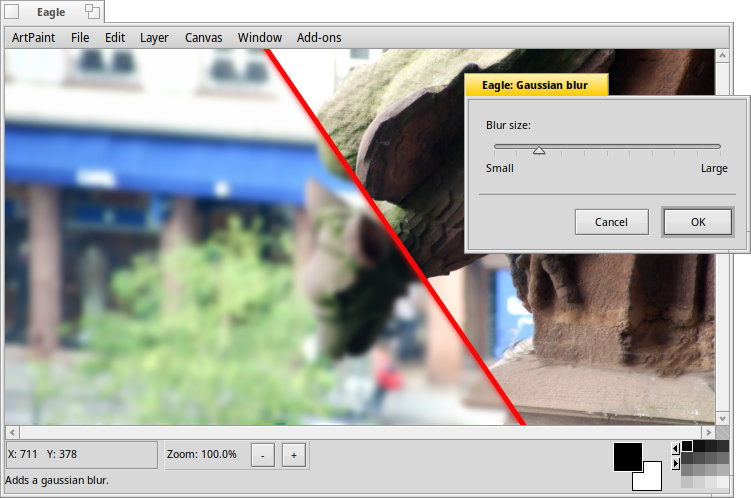 Eagle
ArtPaint File Edit Layer Canvas Window Add-ons
Eagle: Gaussian blur
Blur size:
Small Large
Cancel OK
X: 711 Y: 378 Zoom: 100.0% - +
Adds a gaussian blur.